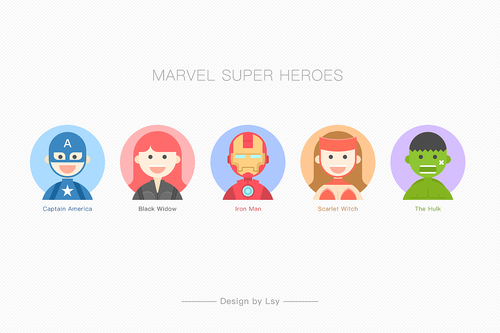 MARVEL SUPER HEROES
A
Captain America
Black Widow
Iron Man
Scarlet Witch
The Hulk
Design by Lsy